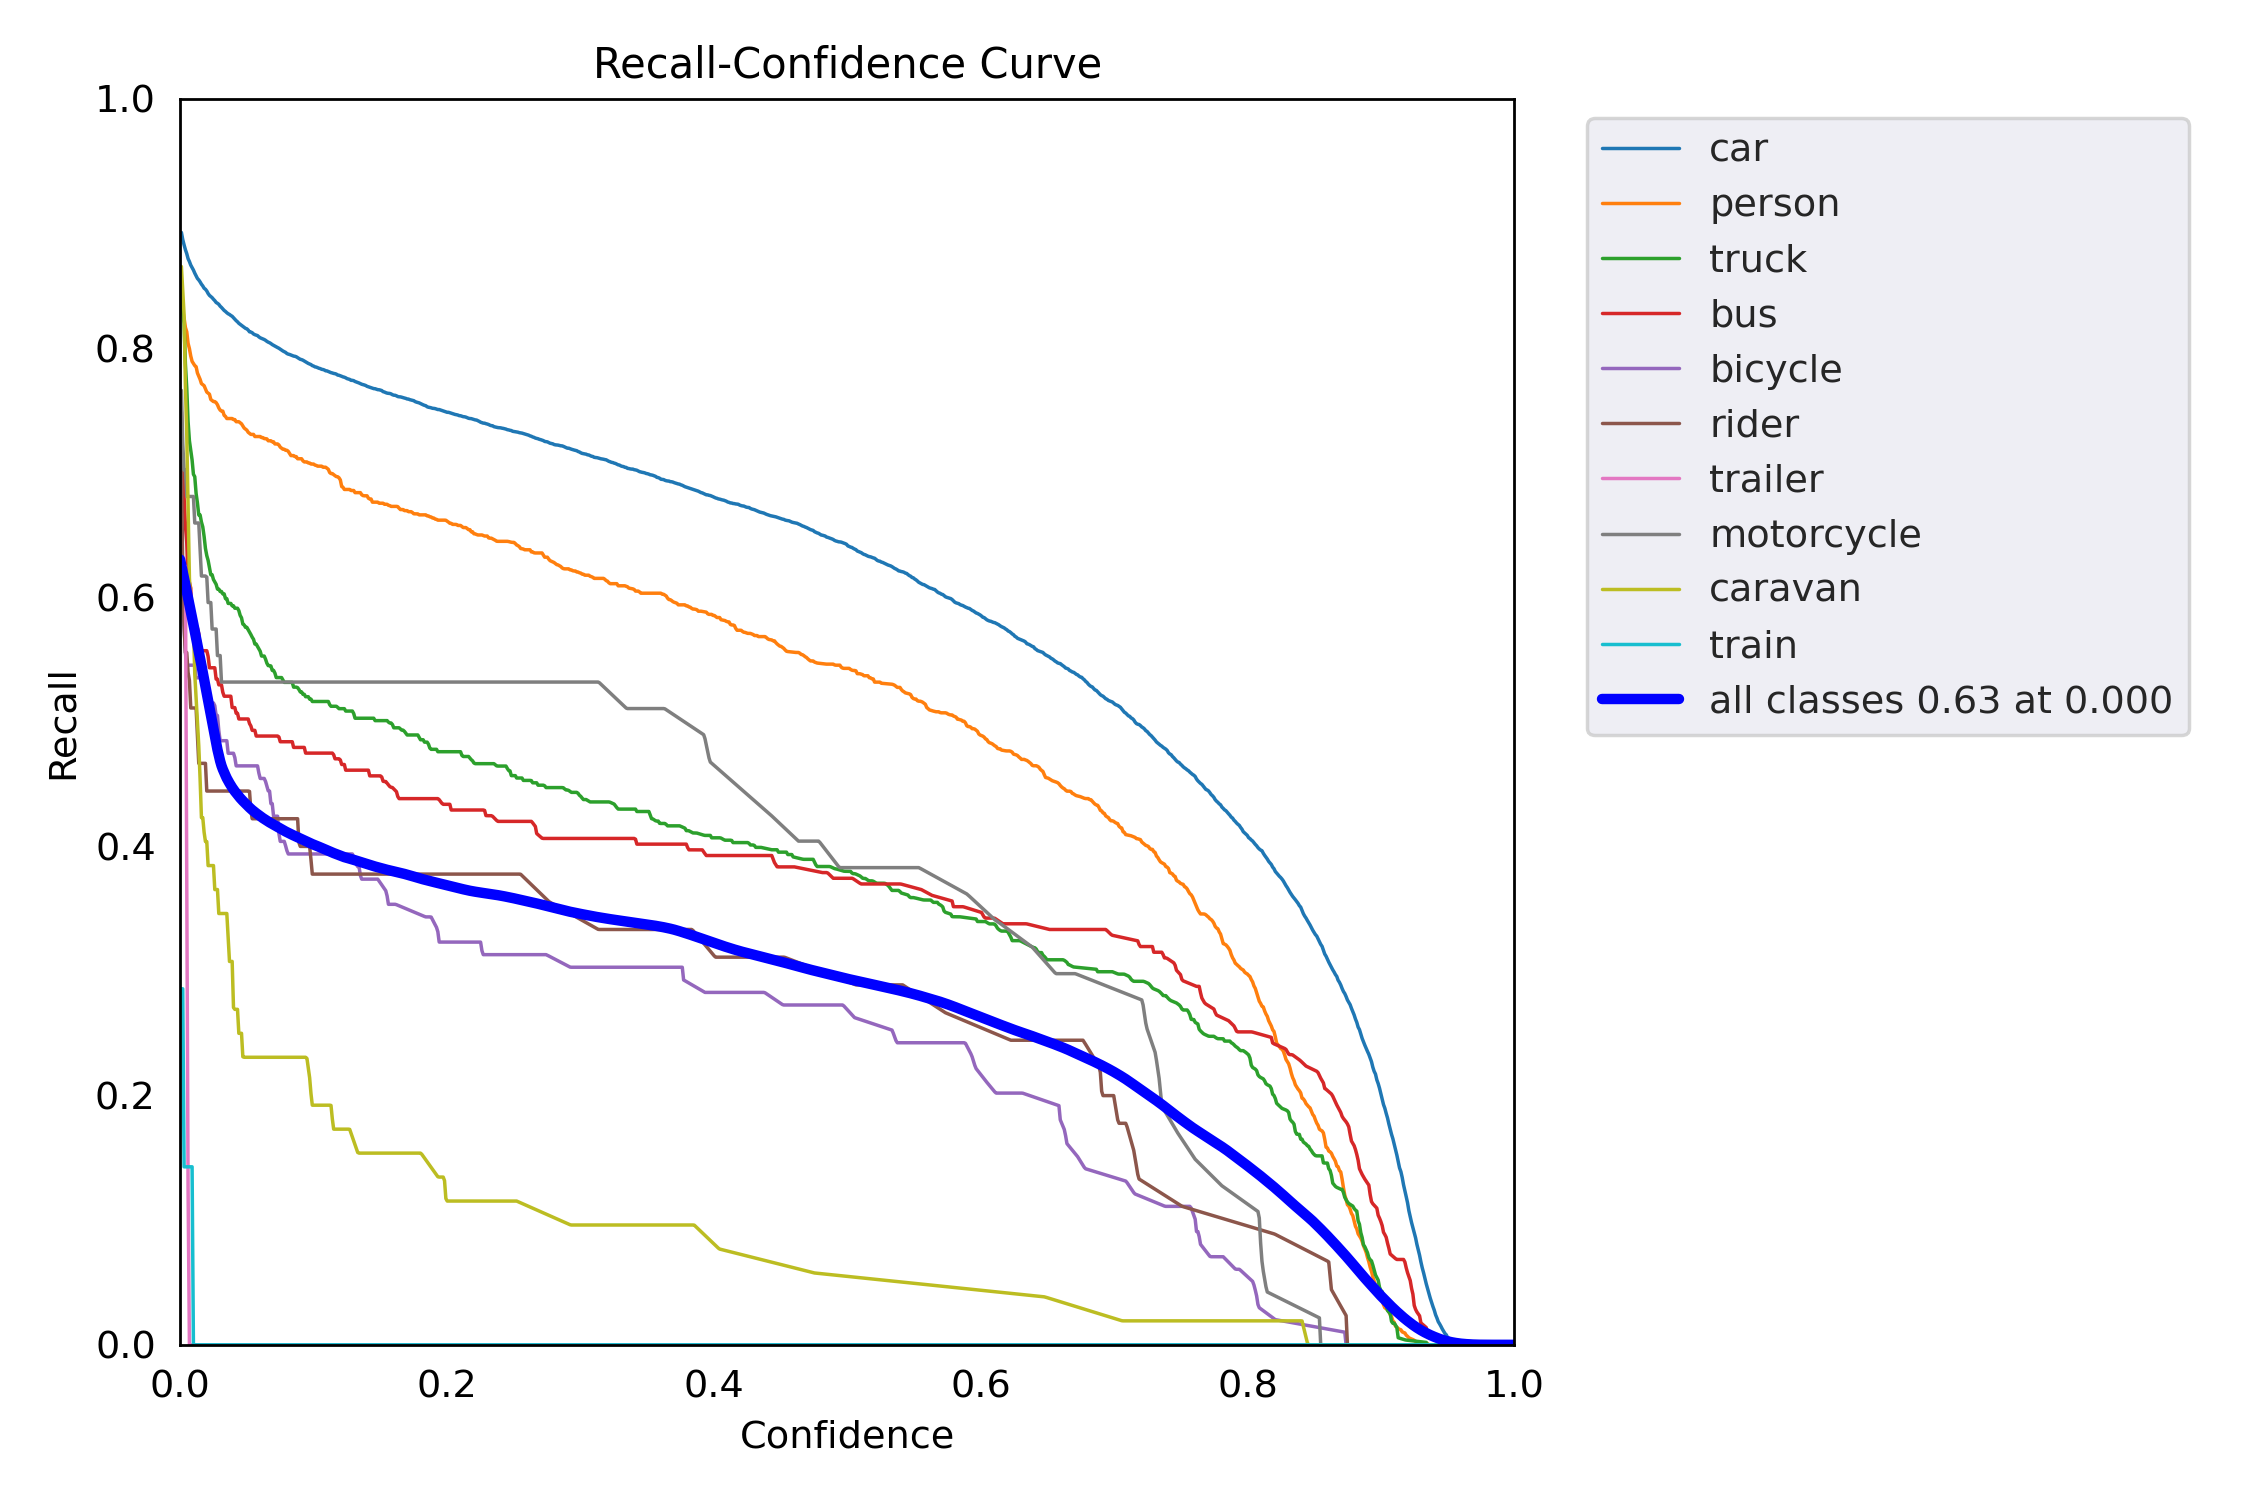 Recall-Confidence Curve
1.0
0.8
0.6
0.4
0.2
0.0
Recall
0.0 0.2 0.4 0.6 0.8 1.0
Confidence
car
person
truck
bus
bicycle
rider
trailer
motorcycle
caravan
train
all classes 0.63 at 0.000